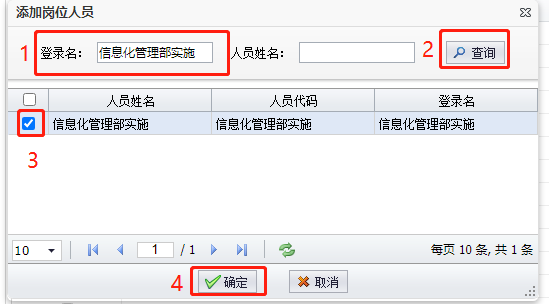 添加岗位人员
1 登录名： 信息化管理部实施 人员姓名： 2 查询
人员姓名 人员代码 登录名
信息化管理部实施 信息化管理部实施 信息化管理部实施
3
10 1 / 1 每页 10 条, 共 1 条
4 确定 取消